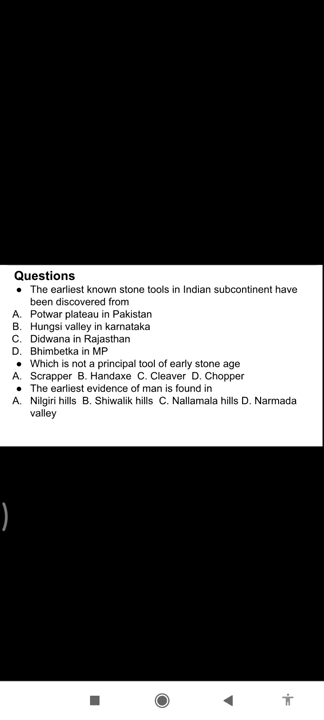 Questions
● The earliest known stone tools in Indian subcontinent have
been discovered from
A. Potwar plateau in Pakistan
B. Hungsi valley in karnataka
C. Didwana in Rajasthan
D. Bhimbetka in MP
● Which is not a principal tool of early stone age
A. Scrapper B. Handaxe C. Cleaver D. Chopper
● The earliest evidence of man is found in
A. Nilgiri hills B. Shiwalik hills C. Nallamala hills D. Narmada
valley